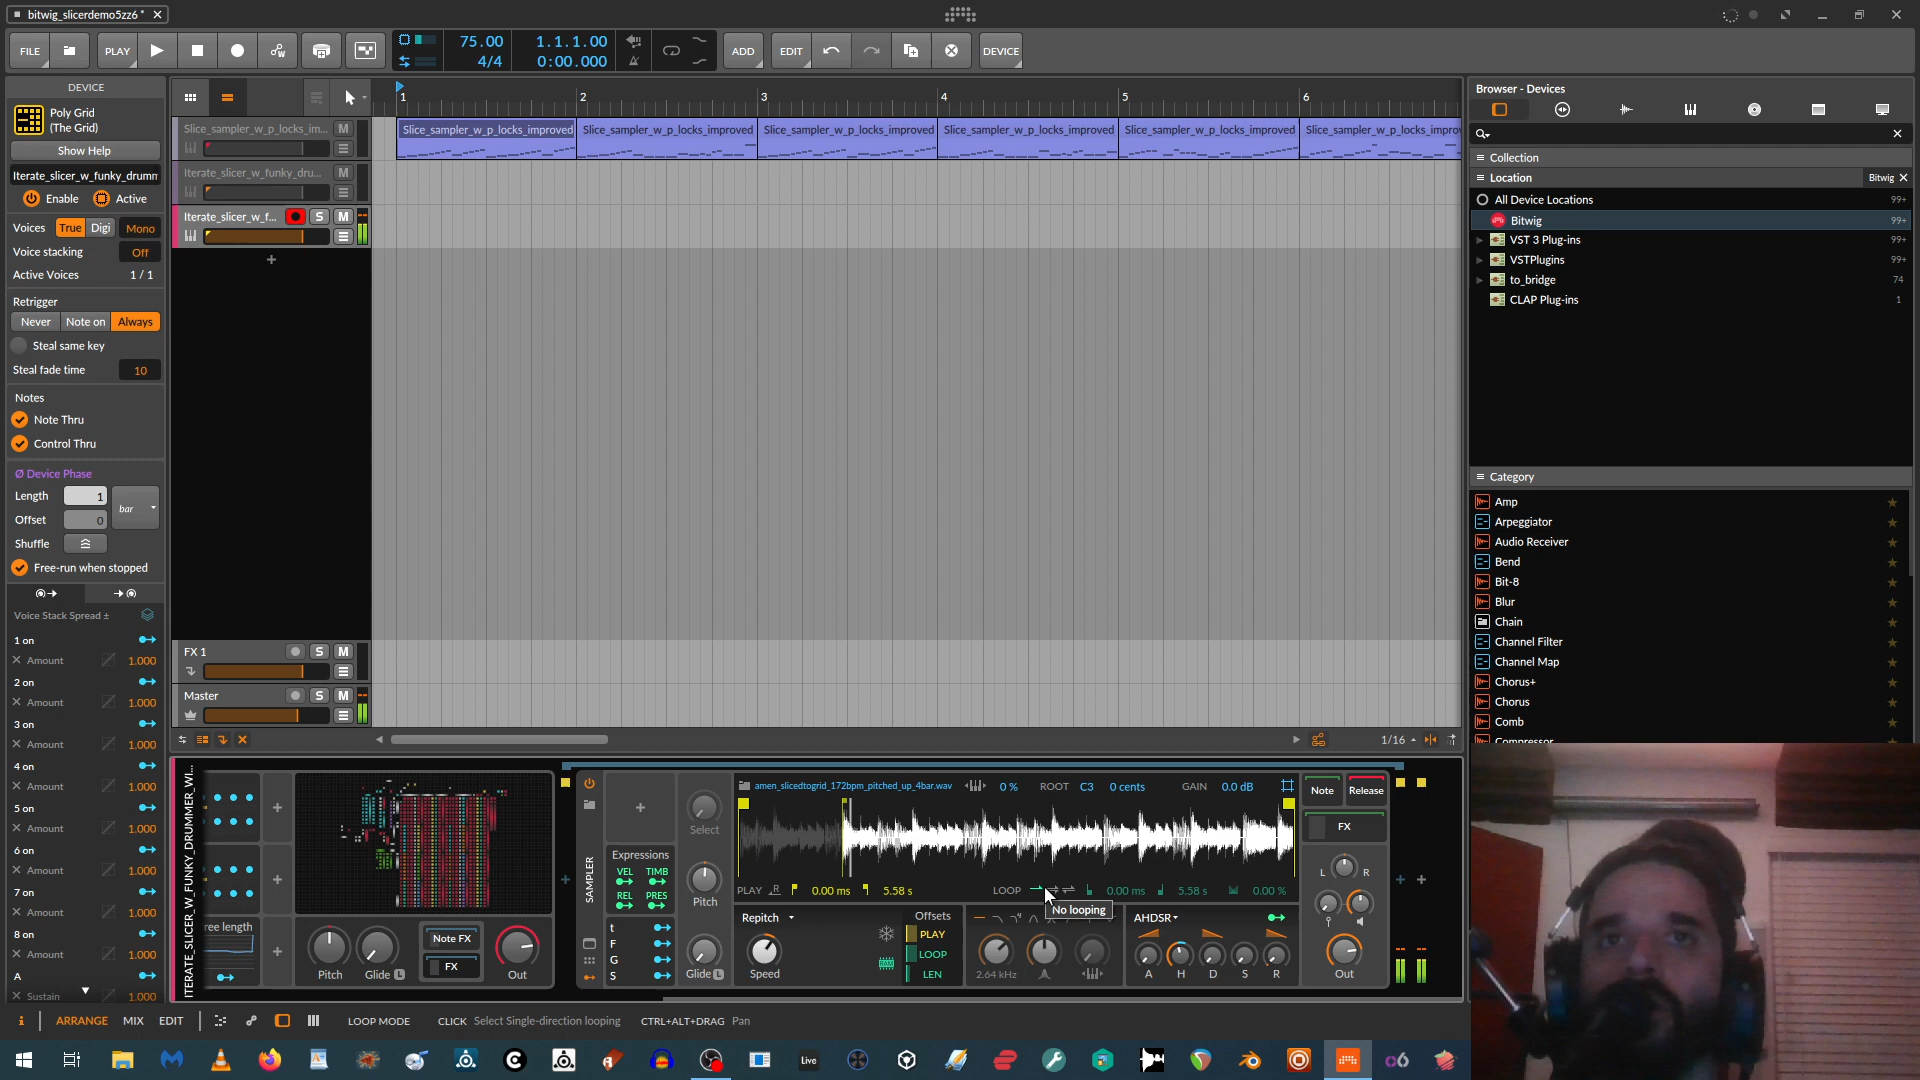 bitwig_slicerdemo5zz6 *
FILE
PLAY
75.00
4/4
1.1.1.00
0:00.000
ADD
EDIT
DEVICE
DEVICE
Poly Grid
(The Grid)
Show Help
Iterate_slicer_w_funky_drumm
Enable
Active
Voices
True
Digi
Mono
Voice stacking
Off
Active Voices
1 / 1
Retrigger
Never
Note on
Always
Steal same key
Steal fade time
10
Notes
Note Thru
Control Thru
Ø Device Phase
Length
1
bar
Offset
0
Shuffle
Free-run when stopped
Voice Stack Spread ±
1 on
Amount
1.000
2 on
Amount
1.000
3 on
Amount
1.000
4 on
Amount
1.000
5 on
Amount
1.000
6 on
Amount
1.000
7 on
Amount
1.000
8 on
Amount
1.000
A
Sustain
1.000
1
2
3
4
5
6
Slice_sampler_w_p_locks_im...
M
Slice_sampler_w_p_locks_improved
Slice_sampler_w_p_locks_improved
Slice_sampler_w_p_locks_improved
Slice_sampler_w_p_locks_improved
Slice_sampler_w_p_locks_improved
Slice_sampler_w_p_locks_impro
Iterate_slicer_w_funky_dru...
M
Iterate_slicer_w_f...
S
M
FX 1
S
M
Master
S
M
1/16
Browser - Devices
Collection
Location
Bitwig
All Device Locations
99+
Bitwig
99+
VST 3 Plug-ins
99+
VSTPlugins
99+
to_bridge
74
CLAP Plug-ins
1
Category
Amp
Arpeggiator
Audio Receiver
Bend
Bit-8
Blur
Chain
Channel Filter
Channel Map
Chorus+
Chorus
Comb
Compressor
ITERATE_SLICER_W_FUNKY_DRUMMER_WI...
ree length
Pitch
Glide
L
Note FX
FX
Out
SAMPLER
Expressions
VEL
TIMB
REL
PRES
t
F
G
S
Select
Pitch
Glide
L
amen_slicedtogrid_172bpm_pitched_up_4bar.wav
0 %
ROOT
C3
0 cents
GAIN
0.0 dB
PLAY
0.00 ms
5.58 s
LOOP
0.00 ms
5.58 s
0.00 %
No looping
Repitch
Speed
Offsets
PLAY
LOOP
LEN
2.64 kHz
AHDSR
A
H
D
S
R
Note
Release
FX
L
R
Out
i
ARRANGE
MIX
EDIT
LOOP MODE
CLICK
Select Single-direction looping
CTRL+ALT+DRAG
Pan
Live